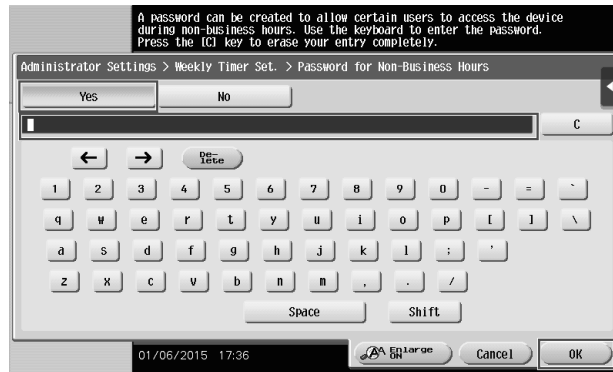 A password can be created to allow certain users to access the device
during non-business hours. Use the keyboard to enter the password.
Press the [C] key to erase your entry completely.
Administrator Settings > Weekly Timer Set. > Password for Non-Business Hours
Yes No
C
← → De-
lete
1 2 3 4 5 6 7 8 9 0 - = `
q w e r t y u i o p [ ] \
a s d f g h j k l ; '
z x c v b n m , . /
Space Shift
01/06/2015 17:36 Enlarge
ON Cancel OK